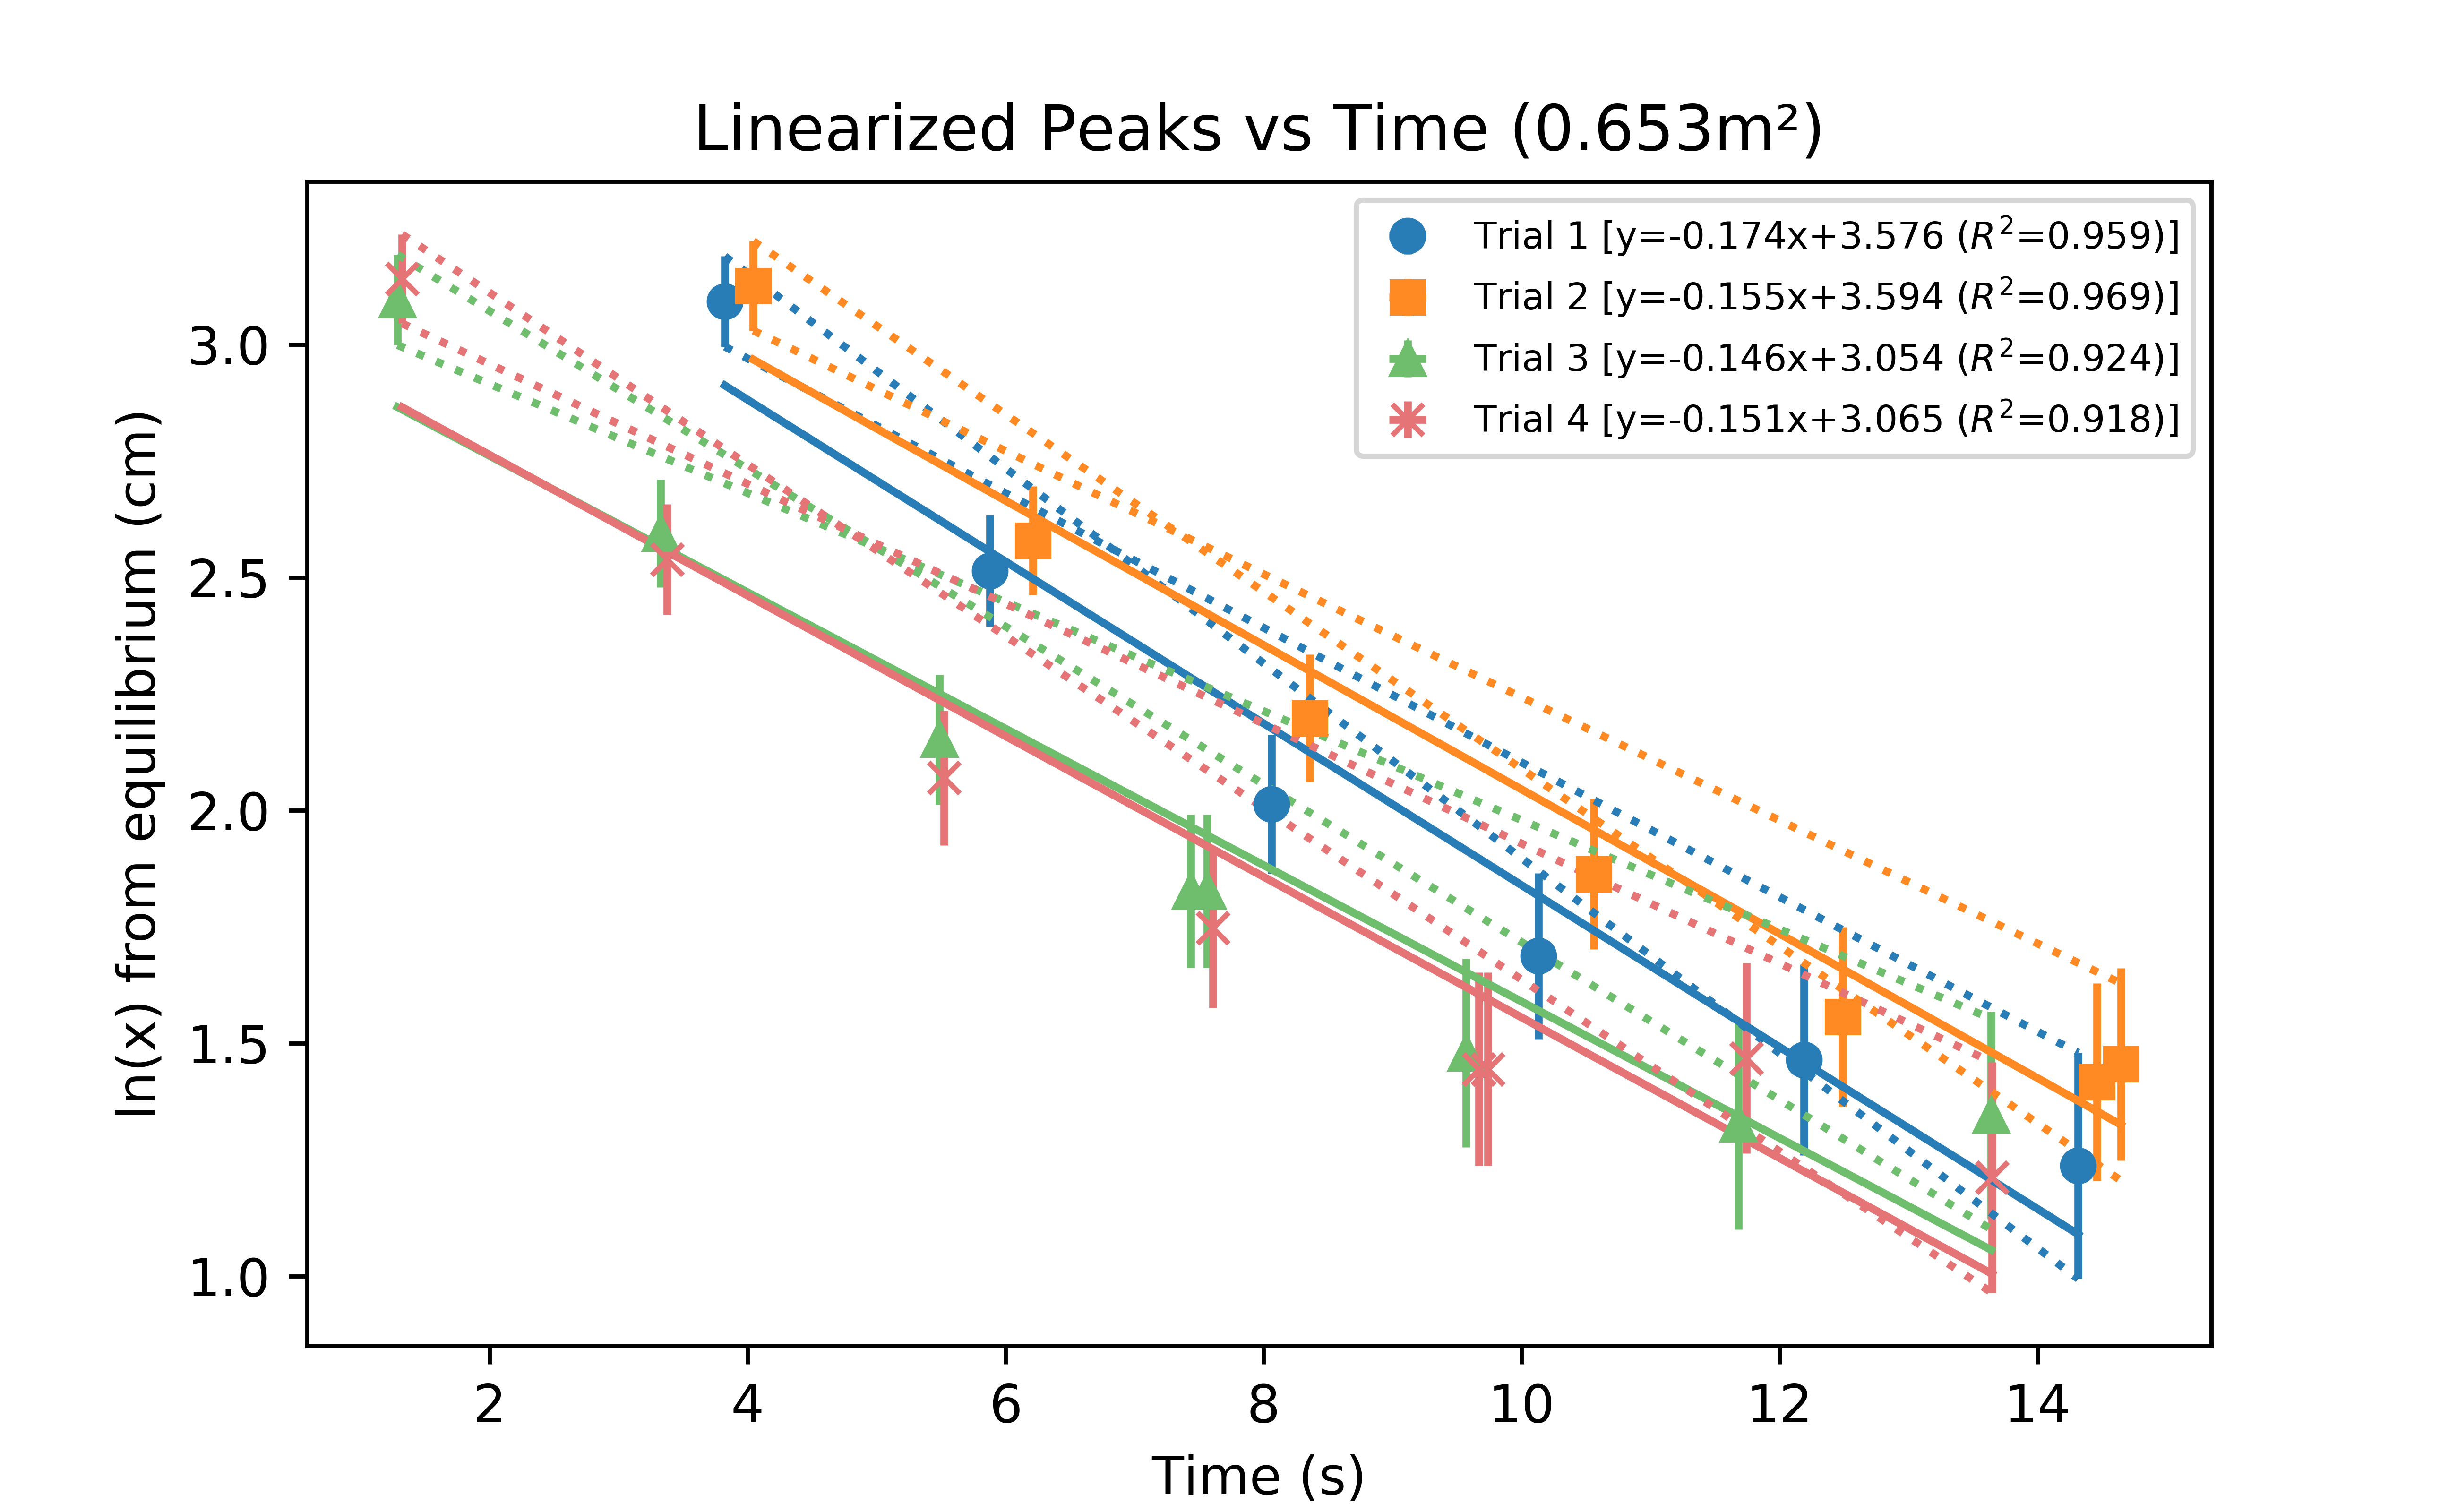 Linearized Peaks vs Time (0.653m²)
Trial 1 [y=-0.174x+3.576 (R²=0.959)]
Trial 2 [y=-0.155x+3.594 (R²=0.969)]
Trial 3 [y=-0.146x+3.054 (R²=0.924)]
Trial 4 [y=-0.151x+3.065 (R²=0.918)]
ln(x) from equilibrium (cm)
3.0
2.5
2.0
1.5
1.0
2 4 6 8 10 12 14
Time (s)